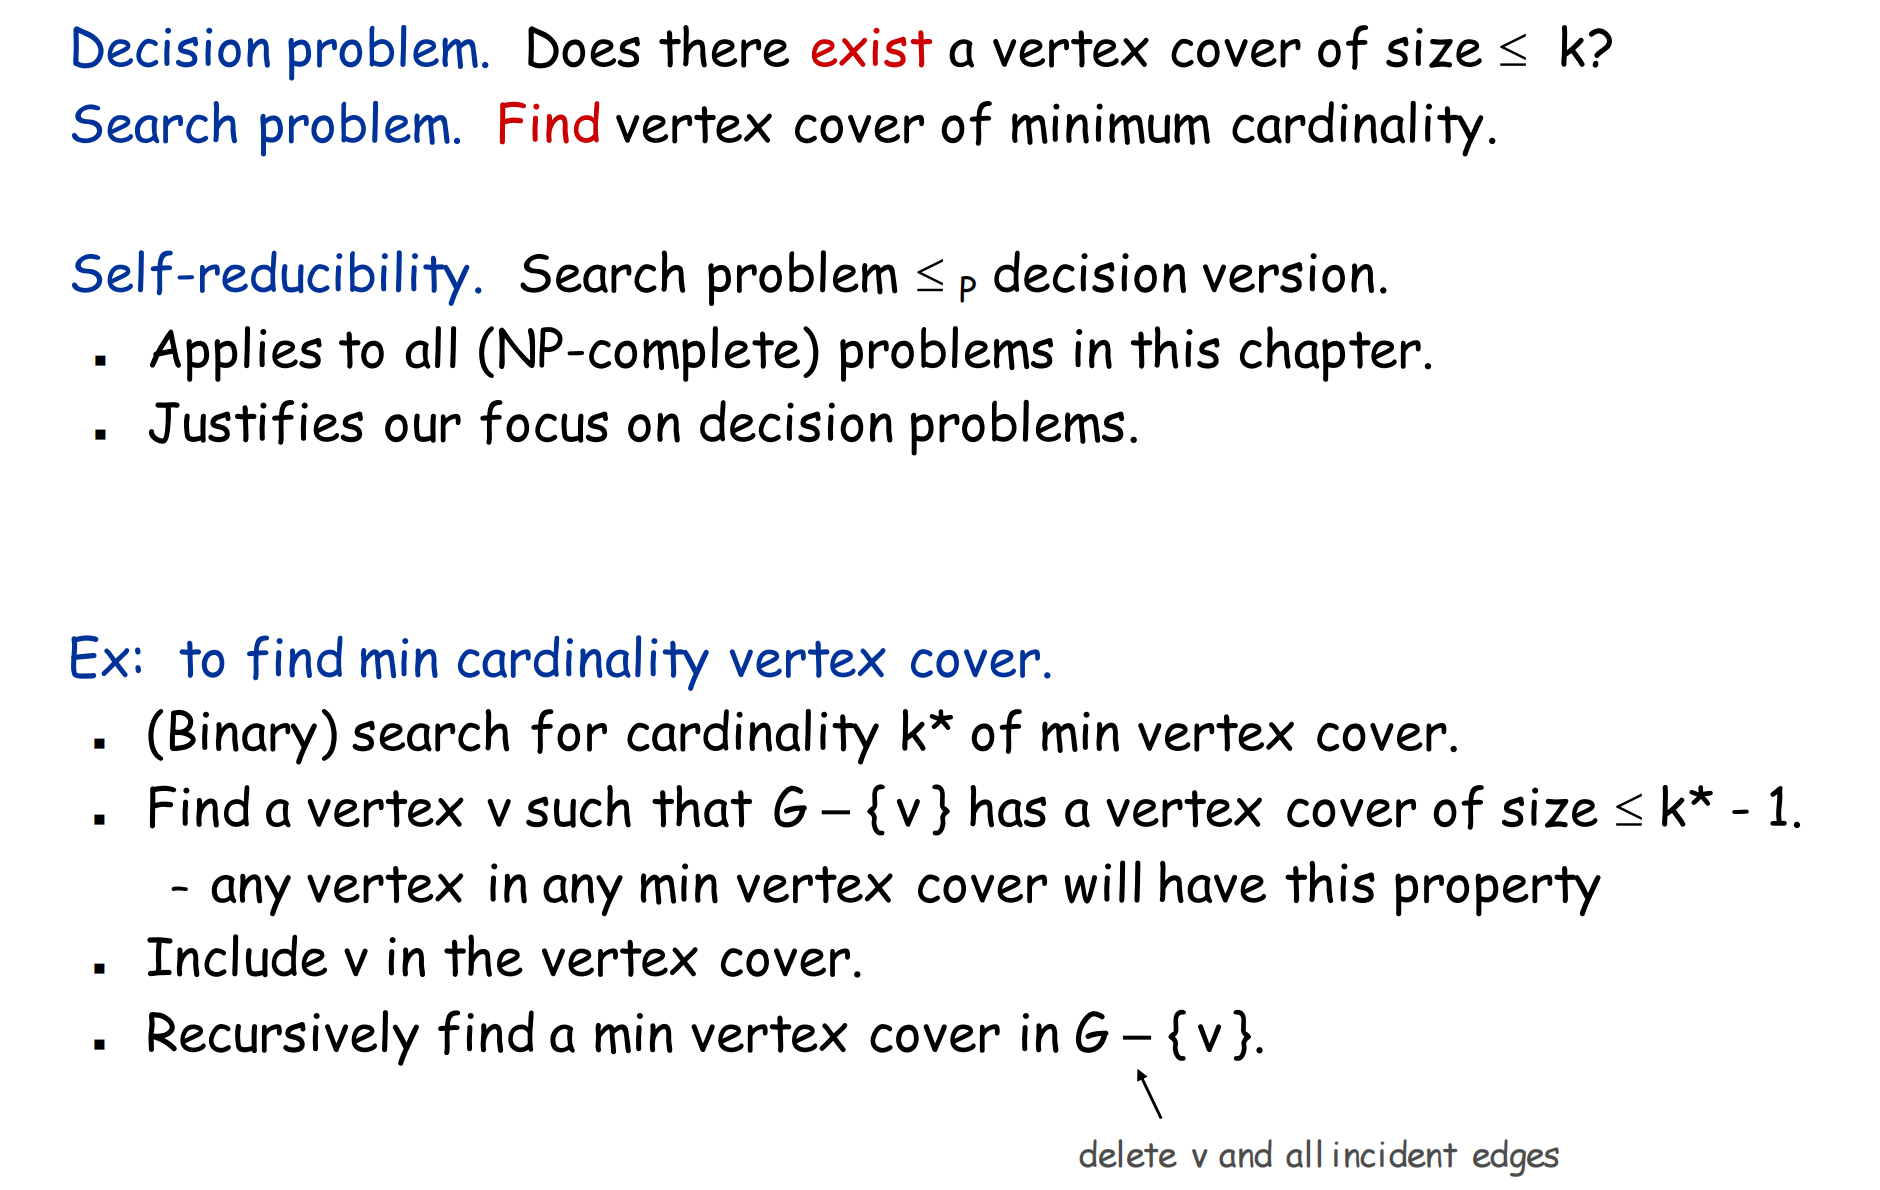 Decision problem. Does there exist a vertex cover of size ≤ k?
Search problem. Find vertex cover of minimum cardinality.
Self-reducibility. Search problem ≤ P decision version.
▪ Applies to all (NP-complete) problems in this chapter.
▪ Justifies our focus on decision problems.
Ex: to find min cardinality vertex cover.
▪ (Binary) search for cardinality k* of min vertex cover.
▪ Find a vertex v such that G – { v } has a vertex cover of size ≤ k* - 1.
- any vertex in any min vertex cover will have this property
▪ Include v in the vertex cover.
▪ Recursively find a min vertex cover in G – { v }.
delete v and all incident edges